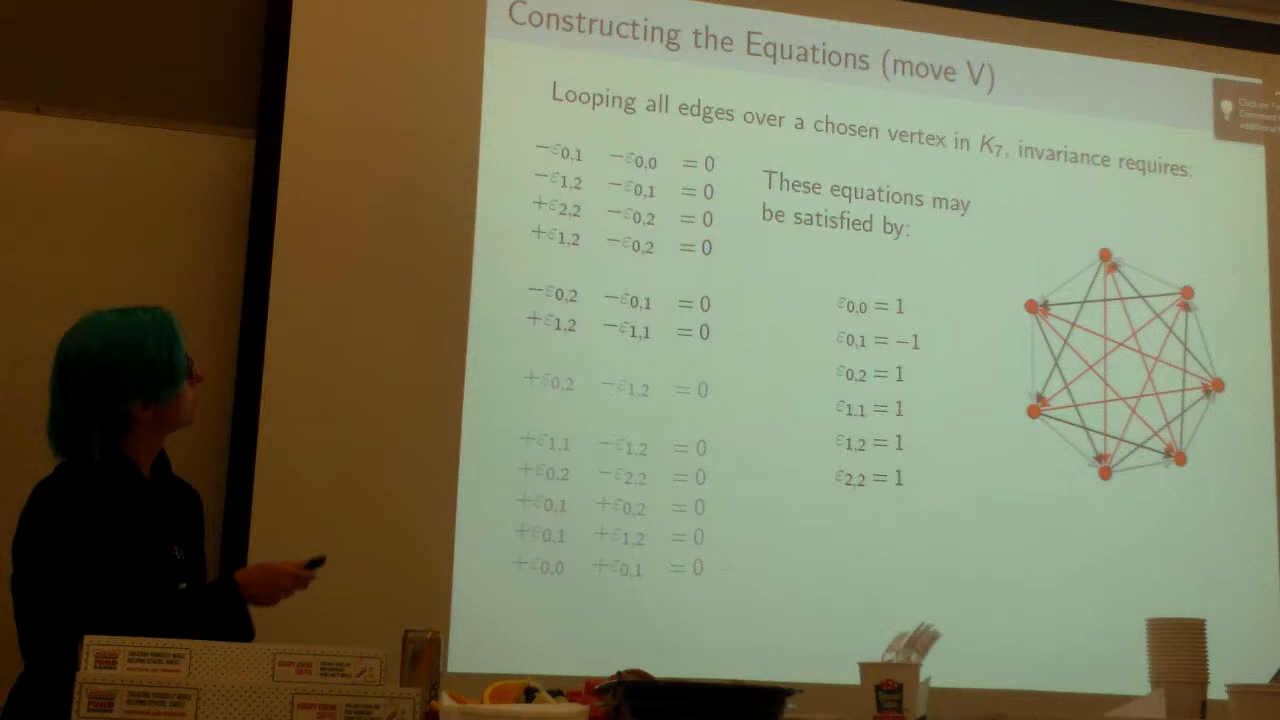 Constructing the Equations (move V)
Looping all edges over a chosen vertex in K₇, invariance requires:
−ε₀,₁ −ε₀,₀ = 0
−ε₁,₂ −ε₀,₁ = 0
+ε₂,₂ −ε₀,₂ = 0
+ε₁,₂ −ε₀,₂ = 0
−ε₀,₂ −ε₀,₁ = 0
+ε₁,₂ −ε₁,₁ = 0
+ε₀,₂ −ε₁,₂ = 0
+ε₁,₁ −ε₁,₂ = 0
+ε₀,₂ −ε₂,₂ = 0
+ε₀,₁ +ε₀,₂ = 0
+ε₀,₁ +ε₁,₂ = 0
+ε₀,₀ +ε₀,₁ = 0
These equations may
be satisfied by:
ε₀,₀ = 1
ε₀,₁ = −1
ε₀,₂ = 1
ε₁,₁ = 1
ε₁,₂ = 1
ε₂,₂ = 1
Click on